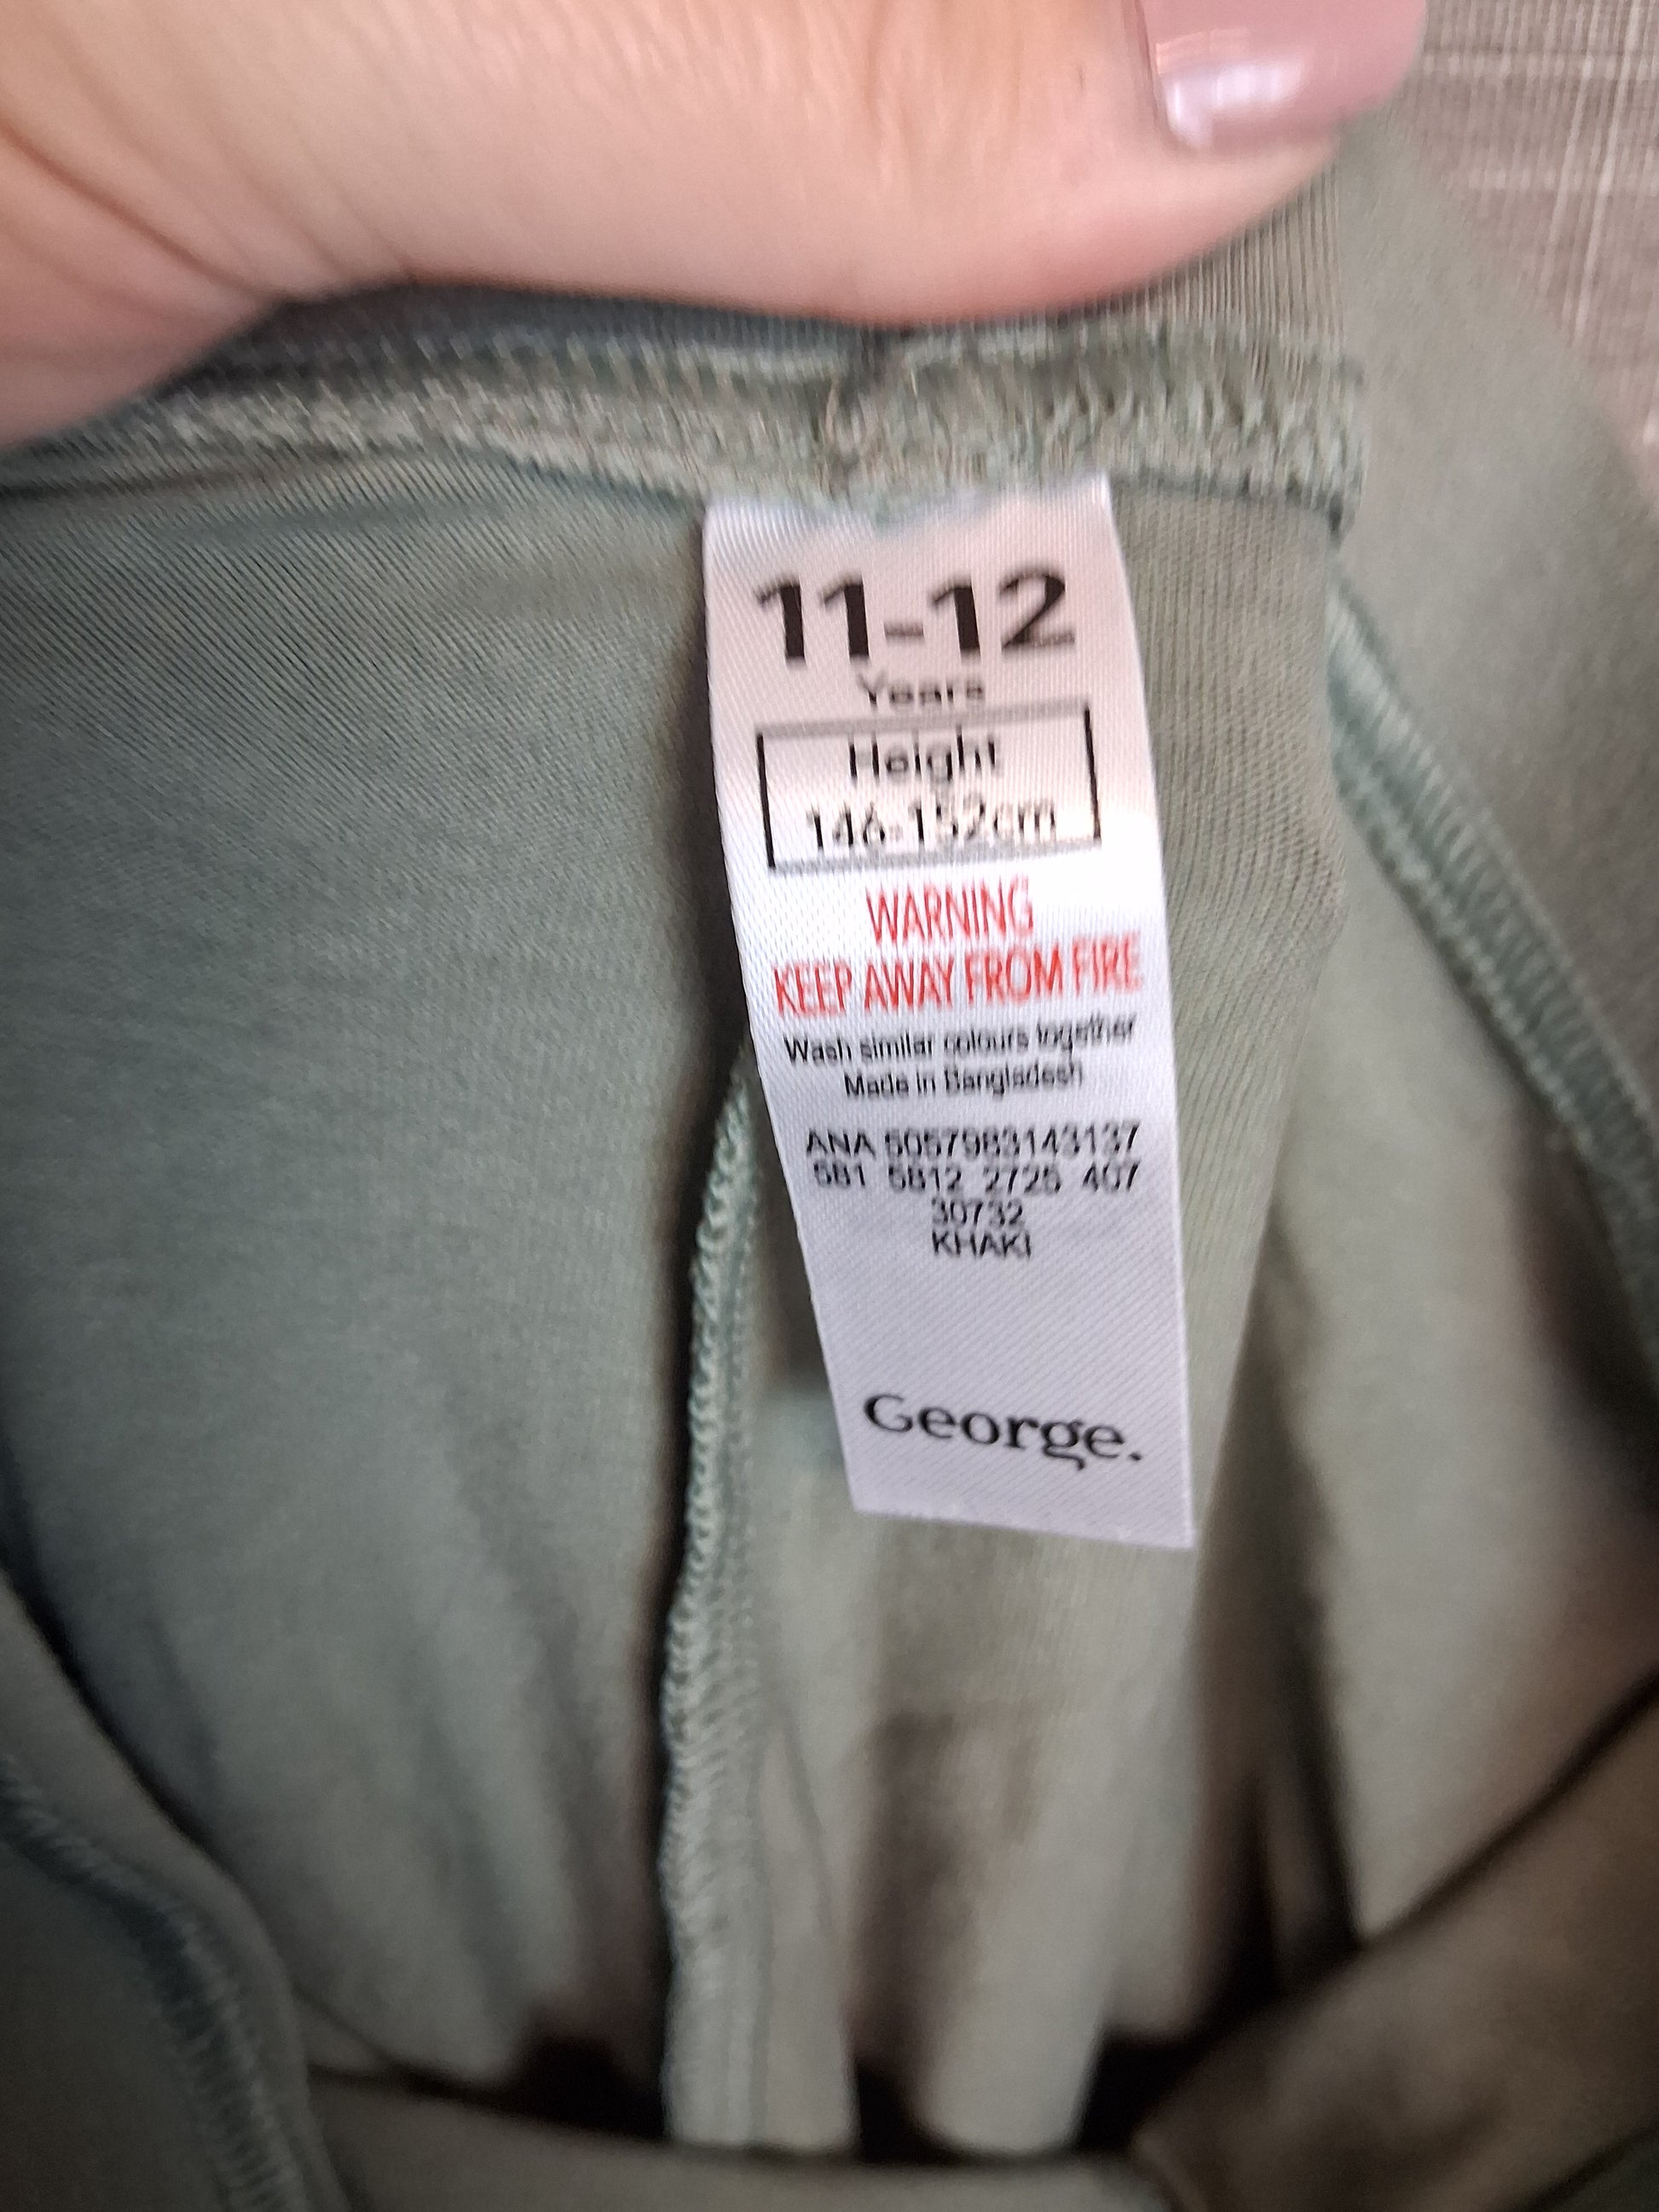 11-12
Years
Height
146-152cm
WARNING
KEEP AWAY FROM FIRE
Wash similar colours together
Made in Bangladesh
ANA 5057983143137
581 5812 2725 407
30732
KHAKI
George.